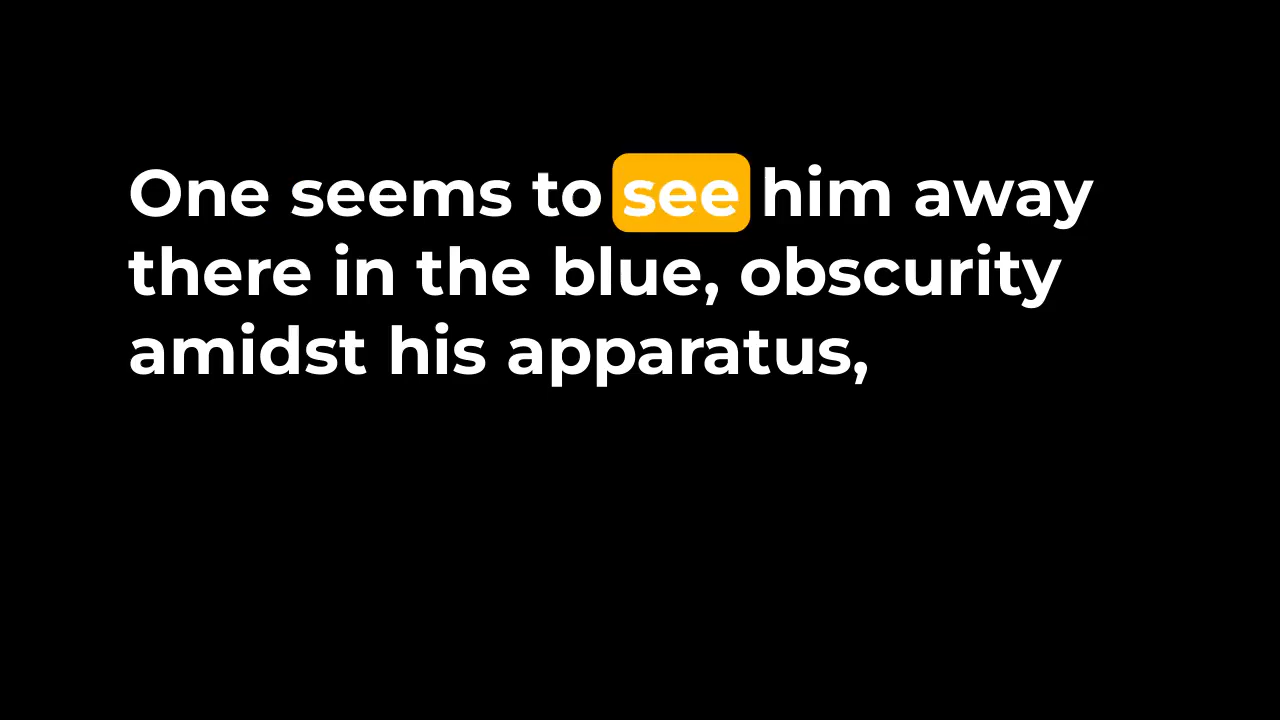 One seems to see him away
there in the blue, obscurity
amidst his apparatus,